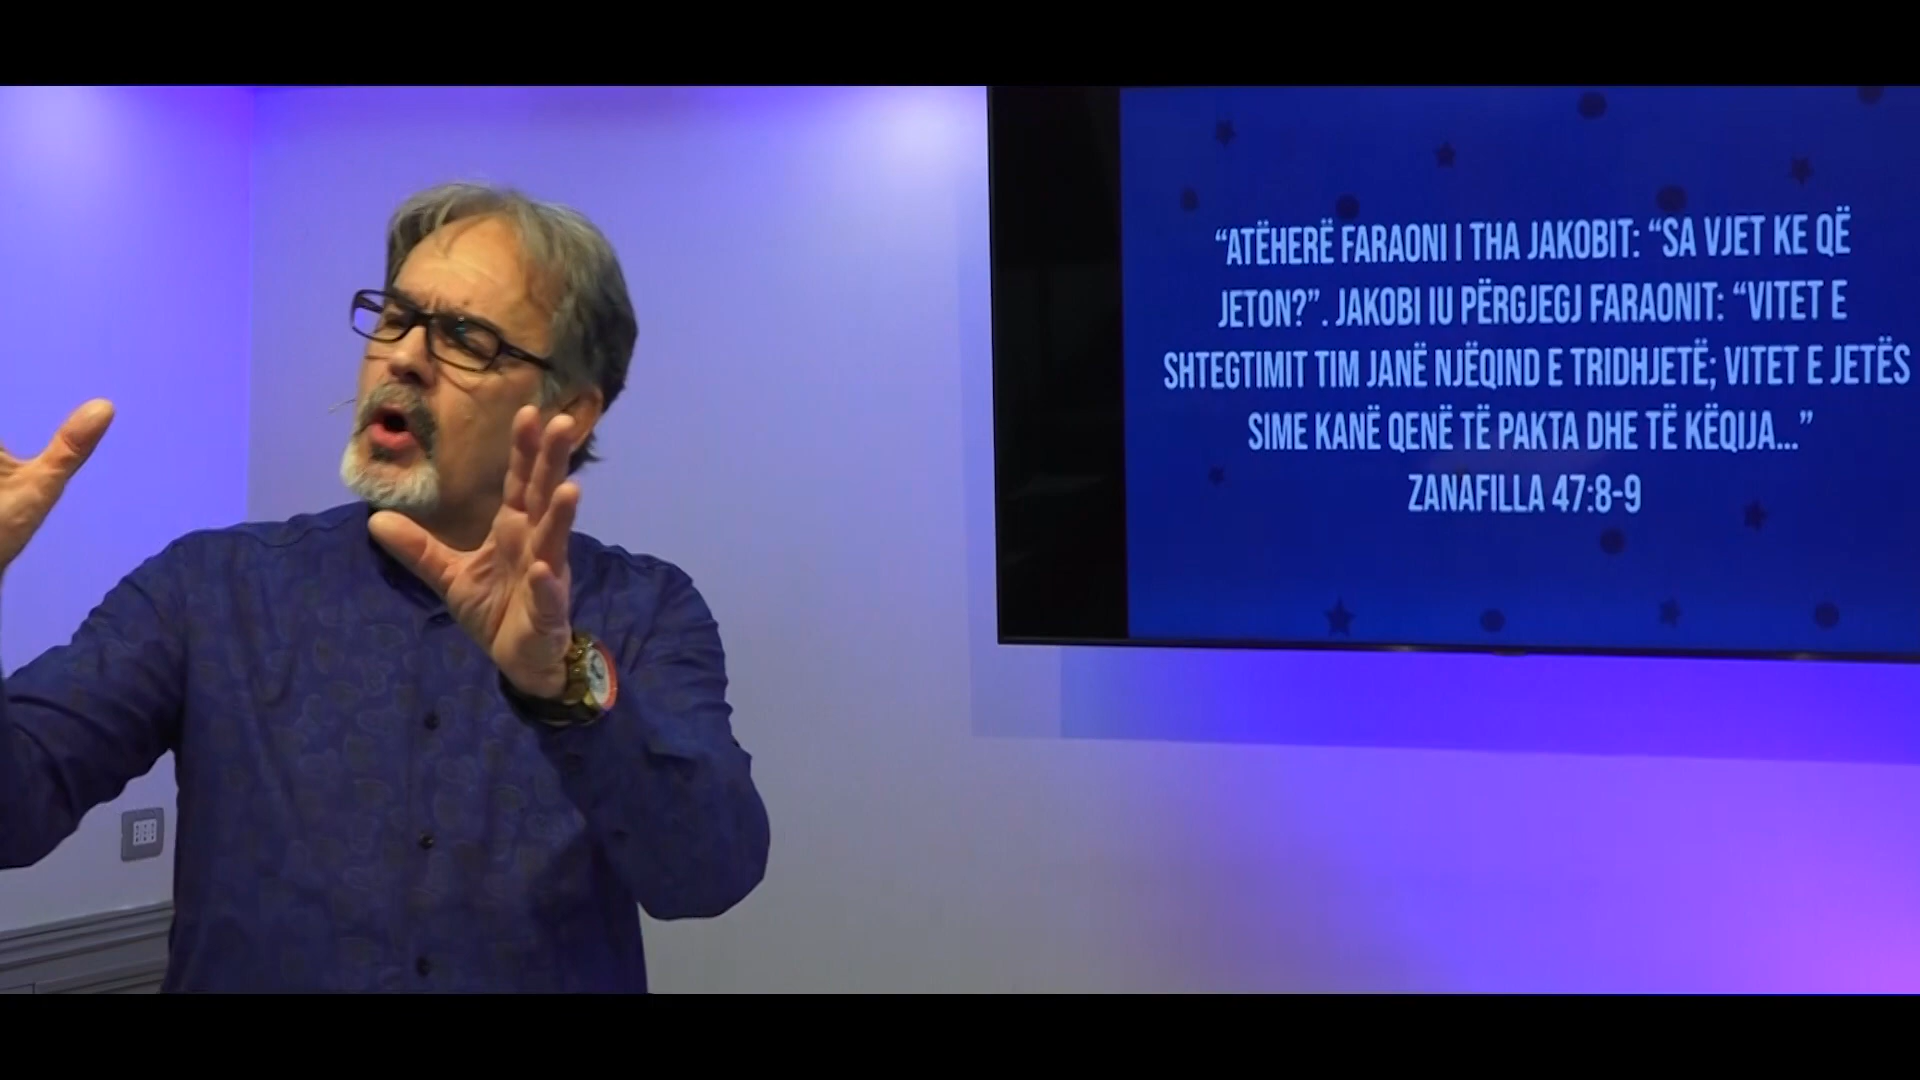 “ATËHERË FARAONI I THA JAKOBIT: “SA VJET KE QË
JETON?”. JAKOBI IU PËRGJEGJ FARAONIT: “VITET E
SHTEGTIMIT TIM JANË NJËQIND E TRIDHJETË; VITET E JETËS
SIME KANË QENË TË PAKTA DHE TË KËQIJA...”
ZANAFILLA 47:8-9